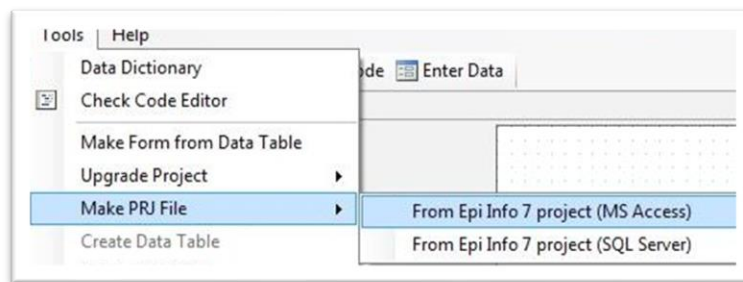 Tools Help
Data Dictionary
ode Enter Data
Check Code Editor
Make Form from Data Table
Upgrade Project
Make PRJ File
From Epi Info 7 project (MS Access)
Create Data Table
From Epi Info 7 project (SQL Server)